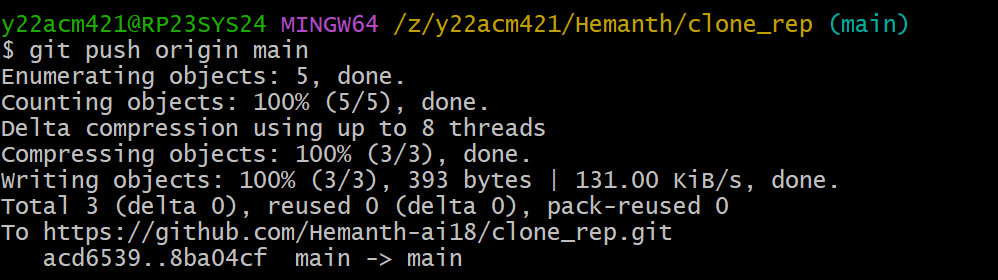 y22acm421@RP23SYS24 MINGW64 /z/y22acm421/Hemanth/clone_rep (main)
$ git push origin main
Enumerating objects: 5, done.
Counting objects: 100% (5/5), done.
Delta compression using up to 8 threads
Compressing objects: 100% (3/3), done.
Writing objects: 100% (3/3), 393 bytes | 131.00 KiB/s, done.
Total 3 (delta 0), reused 0 (delta 0), pack-reused 0
To https://github.com/Hemanth-ai18/clone_rep.git
   acd6539..8ba04cf  main -> main